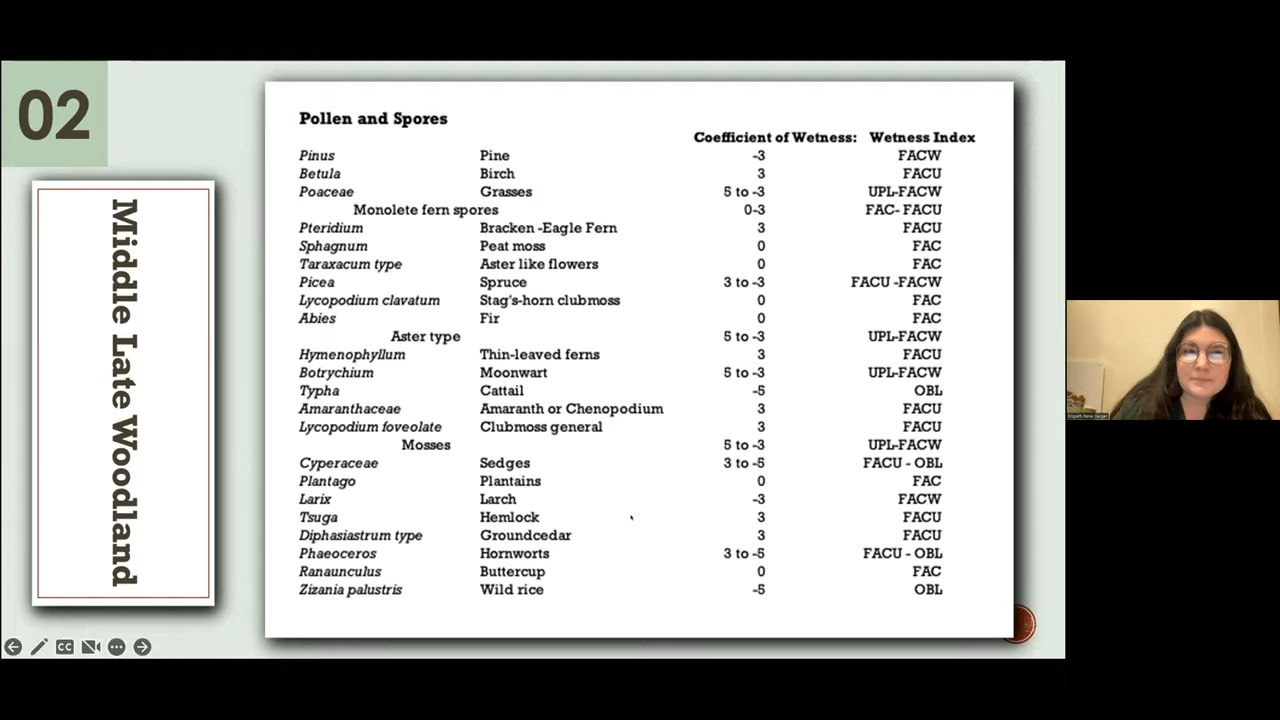 02
Middle Late Woodland
Pollen and Spores
Coefficient of Wetness: Wetness Index
Pinus Pine -3 FACW
Betula Birch 3 FACU
Poaceae Grasses 5 to -3 UPL-FACW
Monolete fern spores 0-3 FAC- FACU
Pteridium Bracken -Eagle Fern 3 FACU
Sphagnum Peat moss 0 FAC
Taraxacum type Aster like flowers 0 FAC
Picea Spruce 3 to -3 FACU -FACW
Lycopodium clavatum Stag's-horn clubmoss 0 FAC
Abies Fir 0 FAC
Aster type 5 to -3 UPL-FACW
Hymenophyllum Thin-leaved ferns 3 FACU
Botrychium Moonwart 5 to -3 UPL-FACW
Typha Cattail -5 OBL
Amaranthaceae Amaranth or Chenopodium 3 FACU
Lycopodium foveolate Clubmoss general 3 FACU
Mosses 5 to -3 UPL-FACW
Cyperaceae Sedges 3 to -5 FACU - OBL
Plantago Plantains 0 FAC
Larix Larch -3 FACW
Tsuga Hemlock 3 FACU
Diphasiastrum type Groundcedar 3 FACU
Phaeoceros Hornworts 3 to -5 FACU - OBL
Ranaunculus Buttercup 0 FAC
Zizania palustris Wild rice -5 OBL
CC